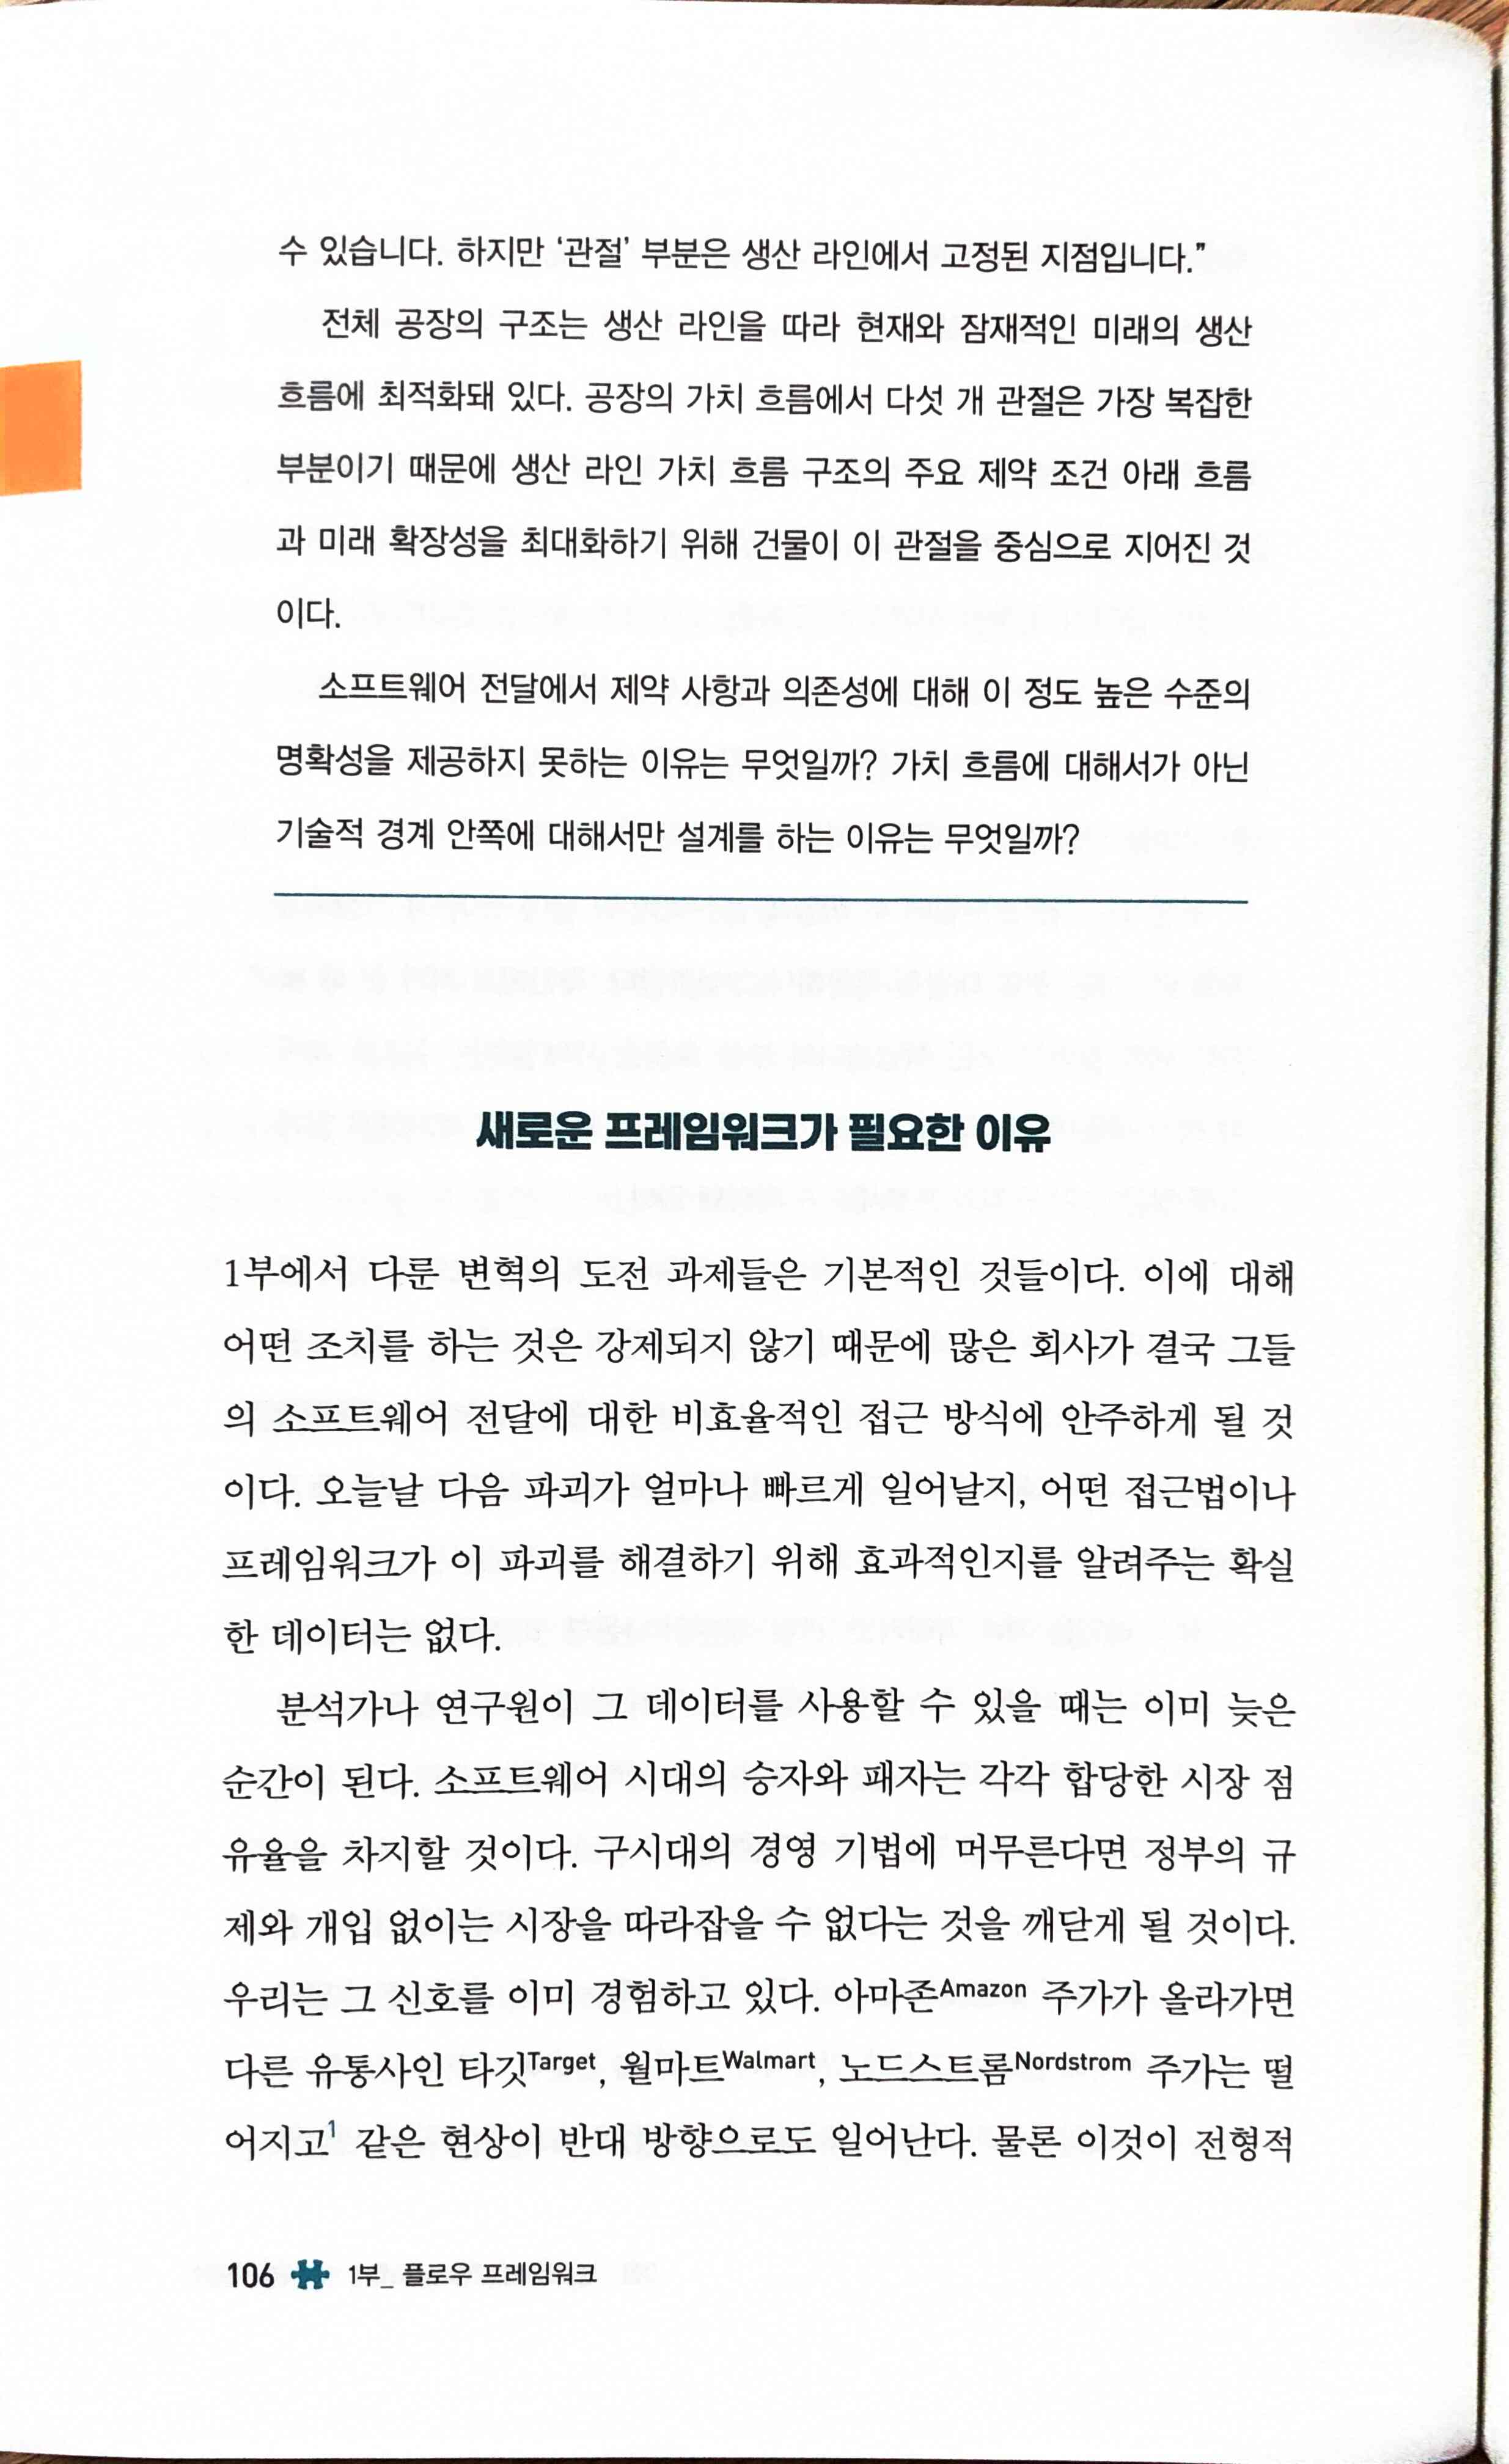 수 있습니다. 하지만 ‘관절’ 부분은 생산 라인에서 고정된 지점입니다.”
전체 공장의 구조는 생산 라인을 따라 현재와 잠재적인 미래의 생산
흐름에 최적화돼 있다. 공장의 가치 흐름에서 다섯 개 관절은 가장 복잡한
부분이기 때문에 생산 라인 가치 흐름 구조의 주요 제약 조건 아래 흐름
과 미래 확장성을 최대화하기 위해 건물이 이 관절을 중심으로 지어진 것
이다.
소프트웨어 전달에서 제약 사항과 의존성에 대해 이 정도 높은 수준의
명확성을 제공하지 못하는 이유는 무엇일까? 가치 흐름에 대해서가 아닌
기술적 경계 안쪽에 대해서만 설계를 하는 이유는 무엇일까?
새로운 프레임워크가 필요한 이유
1부에서 다룬 변혁의 도전 과제들은 기본적인 것들이다. 이에 대해
어떤 조치를 하는 것은 강제되지 않기 때문에 많은 회사가 결국 그들
의 소프트웨어 전달에 대한 비효율적인 접근 방식에 안주하게 될 것
이다. 오늘날 다음 파괴가 얼마나 빠르게 일어날지, 어떤 접근법이나
프레임워크가 이 파괴를 해결하기 위해 효과적인지를 알려주는 확실
한 데이터는 없다.
분석가나 연구원이 그 데이터를 사용할 수 있을 때는 이미 늦은
순간이 된다. 소프트웨어 시대의 승자와 패자는 각각 합당한 시장 점
유율을 차지할 것이다. 구시대의 경영 기법에 머무른다면 정부의 규
제와 개입 없이는 시장을 따라잡을 수 없다는 것을 깨닫게 될 것이다.
우리는 그 신호를 이미 경험하고 있다. 아마존Amazon 주가가 올라가면
다른 유통사인 타깃Target, 월마트Walmart, 노드스트롬Nordstrom 주가는 떨
어지고1 같은 현상이 반대 방향으로도 일어난다. 물론 이것이 전형적
106 1부_ 플로우 프레임워크